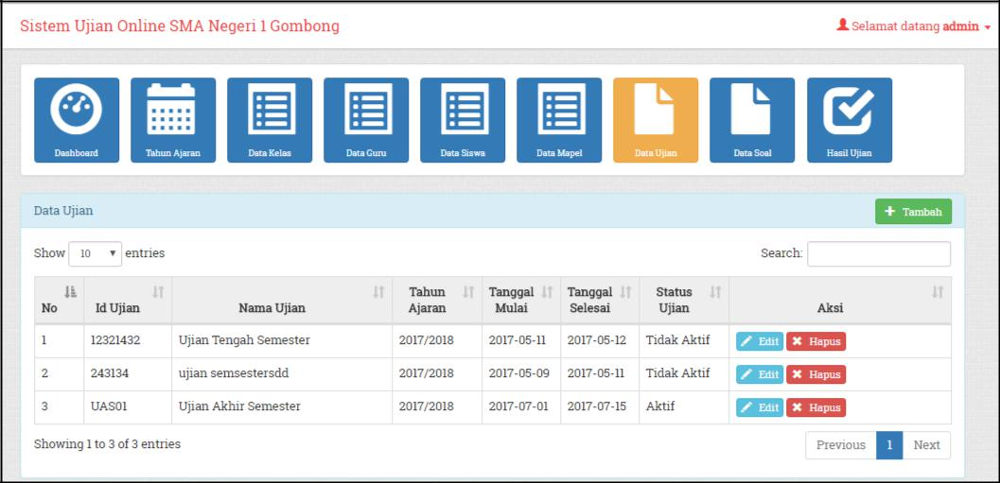 Sistem Ujian Online SMA Negeri 1 Gombong
Selamat datang admin
Dashboard Tahun Ajaran Data Kelas Data Guru Data Siswa Data Mapel Data Ujian Data Soal Hasil Ujian
Data Ujian
Tambah
Show 10 entries
Search:
No Id Ujian Nama Ujian Tahun Ajaran Tanggal Mulai Tanggal Selesai Status Ujian Aksi
1 12321432 Ujian Tengah Semester 2017/2018 2017-05-11 2017-05-12 Tidak Aktif Edit Hapus
2 243134 ujian semsestersdd 2017/2018 2017-05-09 2017-05-11 Tidak Aktif Edit Hapus
3 UAS01 Ujian Akhir Semester 2017/2018 2017-07-01 2017-07-15 Aktif Edit Hapus
Showing 1 to 3 of 3 entries
Previous 1 Next